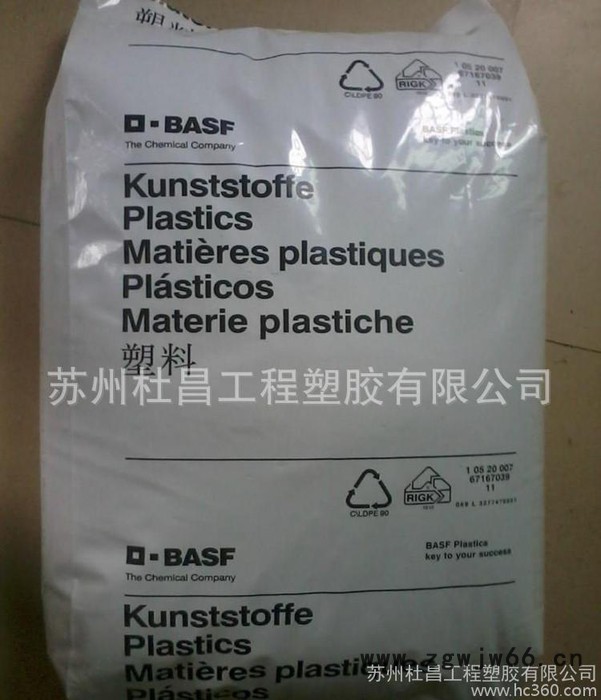 塑料
C\LDPE 90
RIGK
1 05 20 007
67167039
11
BASF
The Chemical Company
BASF Plastics
key to your success
Kunststoffe
Plastics
Matières plastiques
Plásticos
Materie plastiche
塑料
苏州杜昌工程塑胶有限公司
C\LDPE 90
RIGK
1 05 20 007
67167039
11
BASF
The Chemical Company
BASF Plastics
key to your success
Kunststoffe
Plastics
Matières plastiques
Plásticos
www.zgwjw66.cn
苏州杜昌工程塑胶有限公司
www.hc360.com